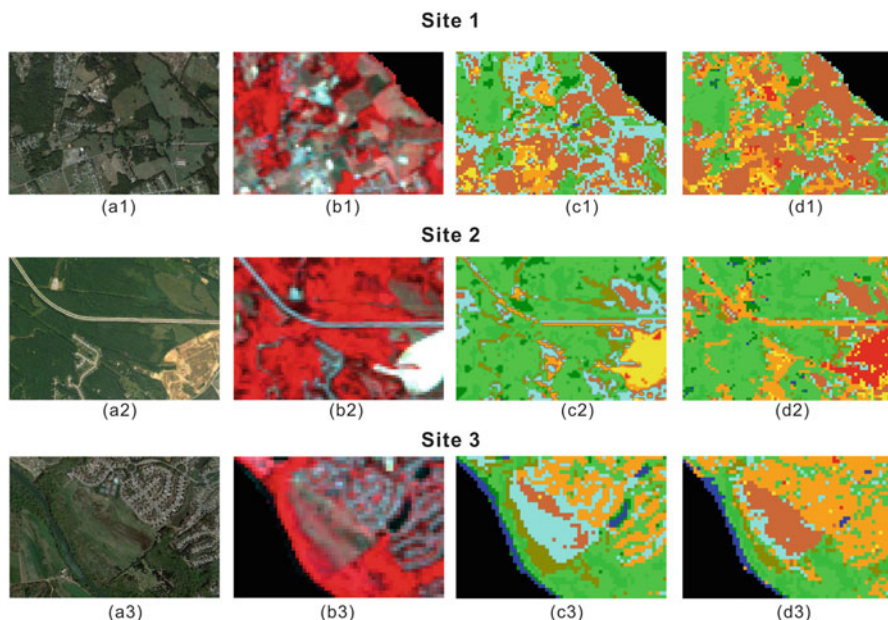 Site 1
(a1) (b1) (c1) (d1)
Site 2
(a2) (b2) (c2) (d2)
Site 3
(a3) (b3) (c3) (d3)